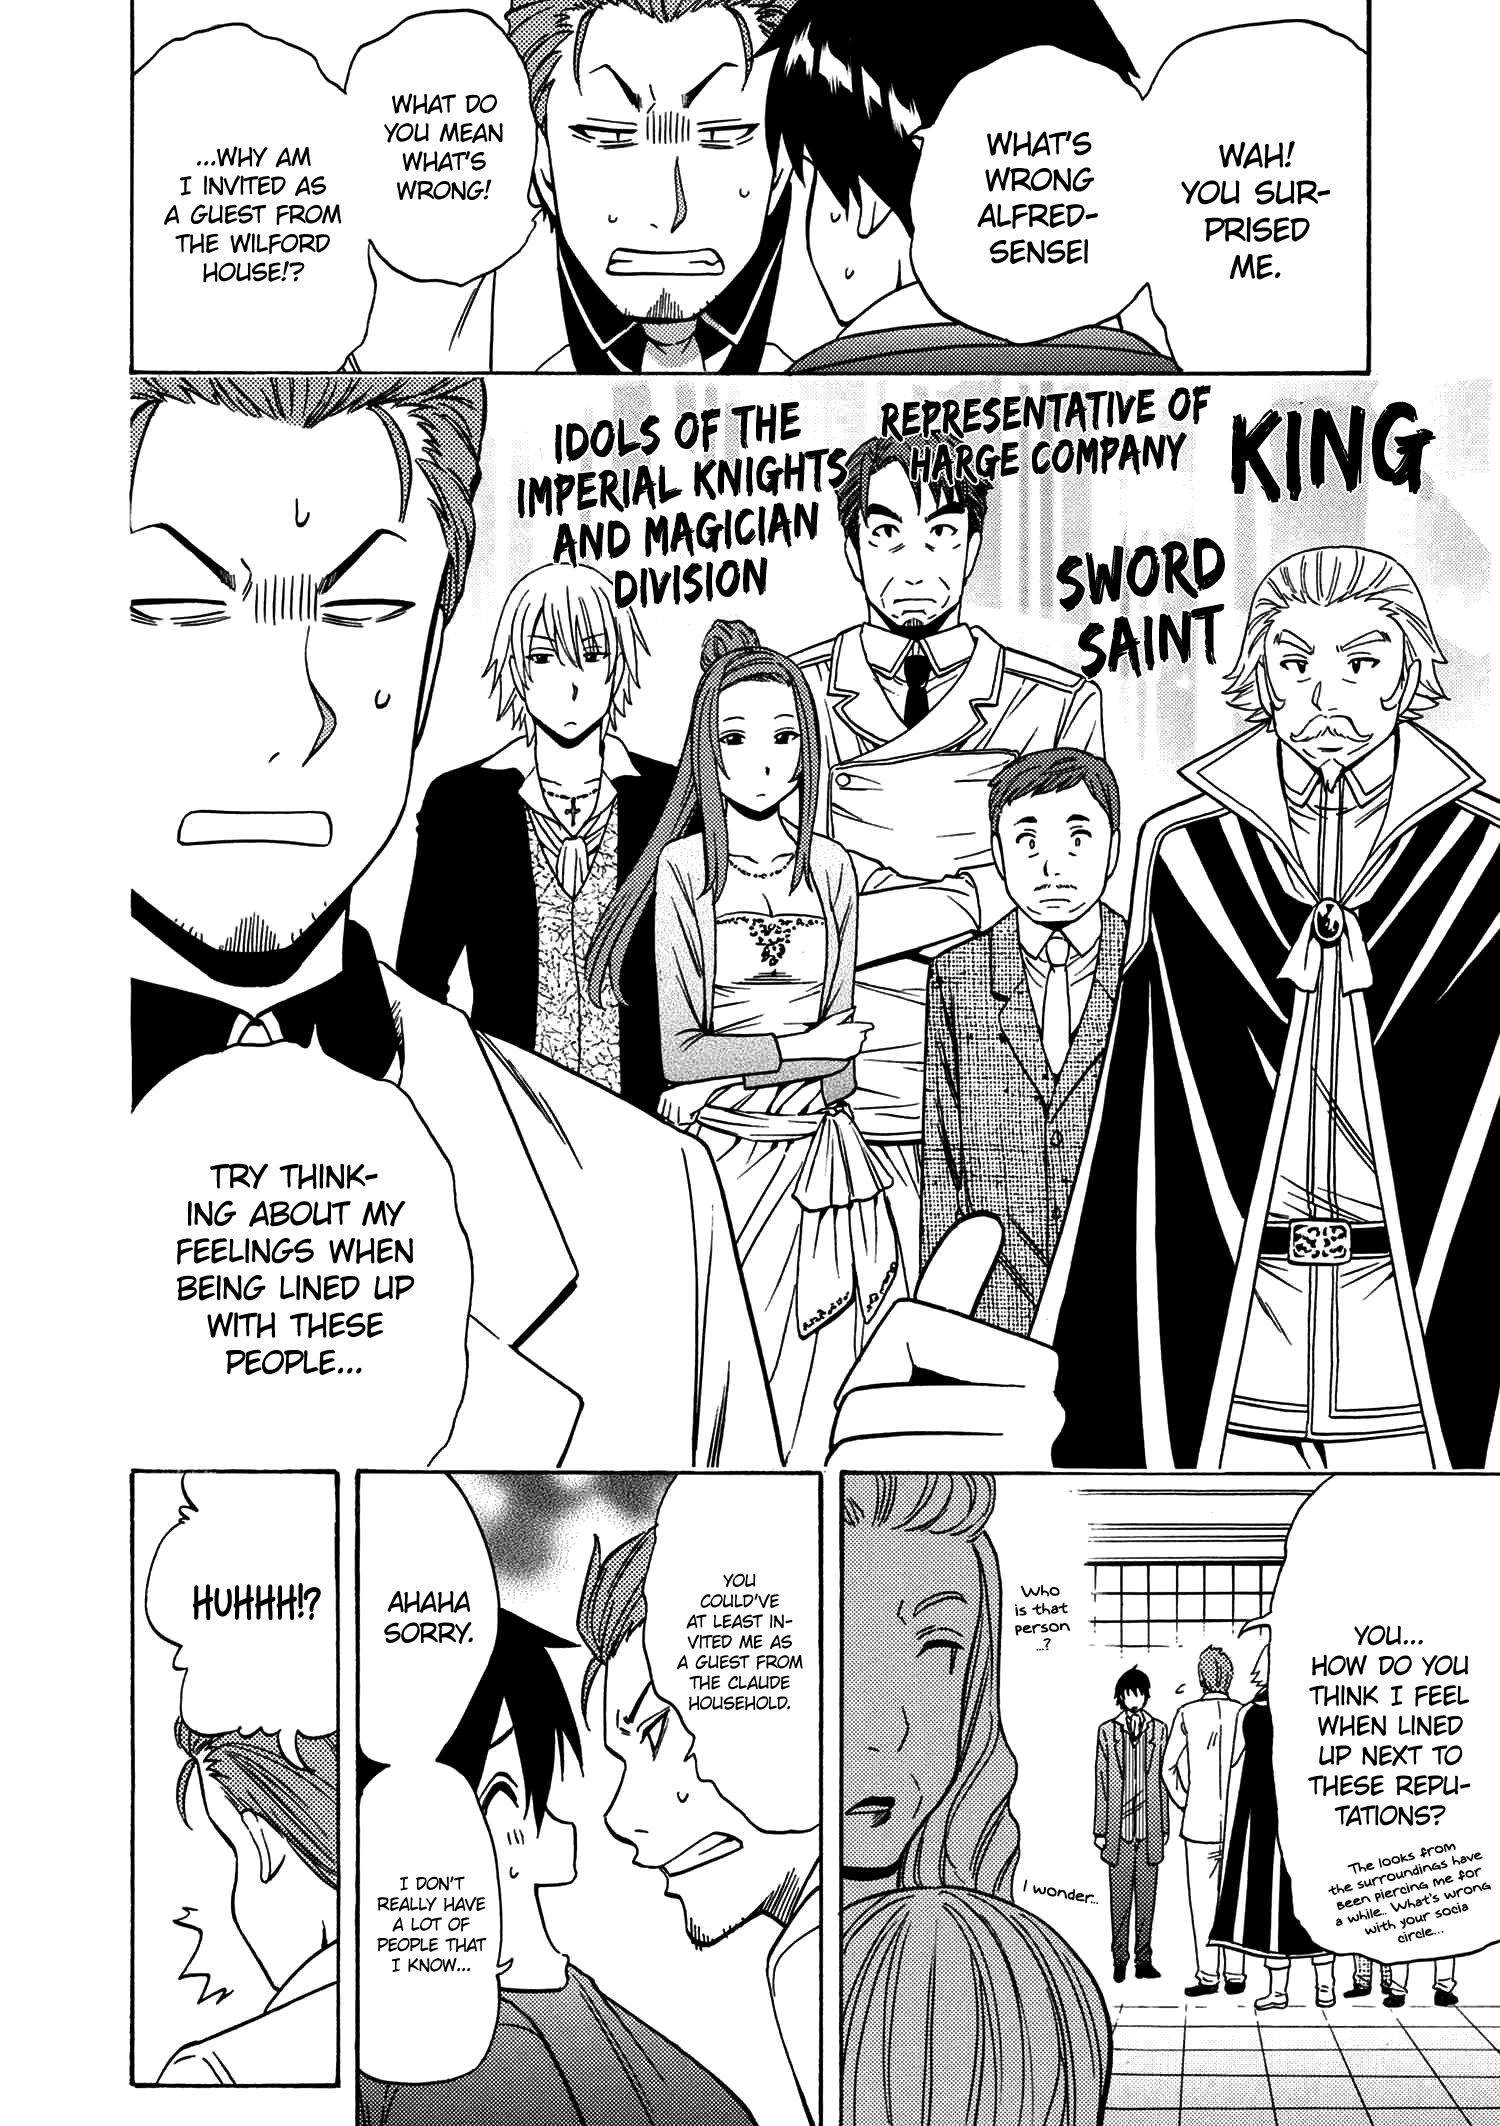 WAH!
YOU SUR-
PRISED
ME.
WHAT'S
WRONG
ALFRED-
SENSEI
WHAT DO
YOU MEAN
WHAT'S
WRONG!
...WHY AM
I INVITED AS
A GUEST FROM
THE WILFORD
HOUSE!?
KING
SWORD
SAINT
REPRESENTATIVE OF
HARGE COMPANY
IDOLS OF THE
IMPERIAL KNIGHTS
AND MAGICIAN
DIVISION
TRY THINK-
ING ABOUT MY
FEELINGS WHEN
BEING LINED UP
WITH THESE
PEOPLE...
YOU...
HOW DO YOU
THINK I FEEL
WHEN LINED
UP NEXT TO
THESE REPU-
TATIONS?
The looks from
the surroundings have
been piercing me for
a while.. What's wrong
with your socia
circle...
Who
is that
person
...?
I wonder...
YOU
COULD'VE
AT LEAST IN-
VITED ME AS
A GUEST FROM
THE CLAUDE
HOUSEHOLD.
AHAHA
SORRY.
I DON'T
REALLY HAVE
A LOT OF
PEOPLE THAT
I KNOW...
HUHHH!?